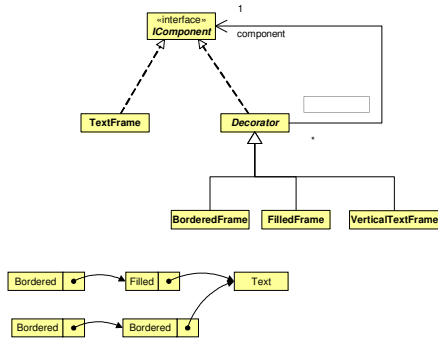 1
«interface»
IComponent
component
TextFrame
Decorator
*
BorderedFrame
FilledFrame
VerticalTextFrame
Bordered
Filled
Text
Bordered
Bordered